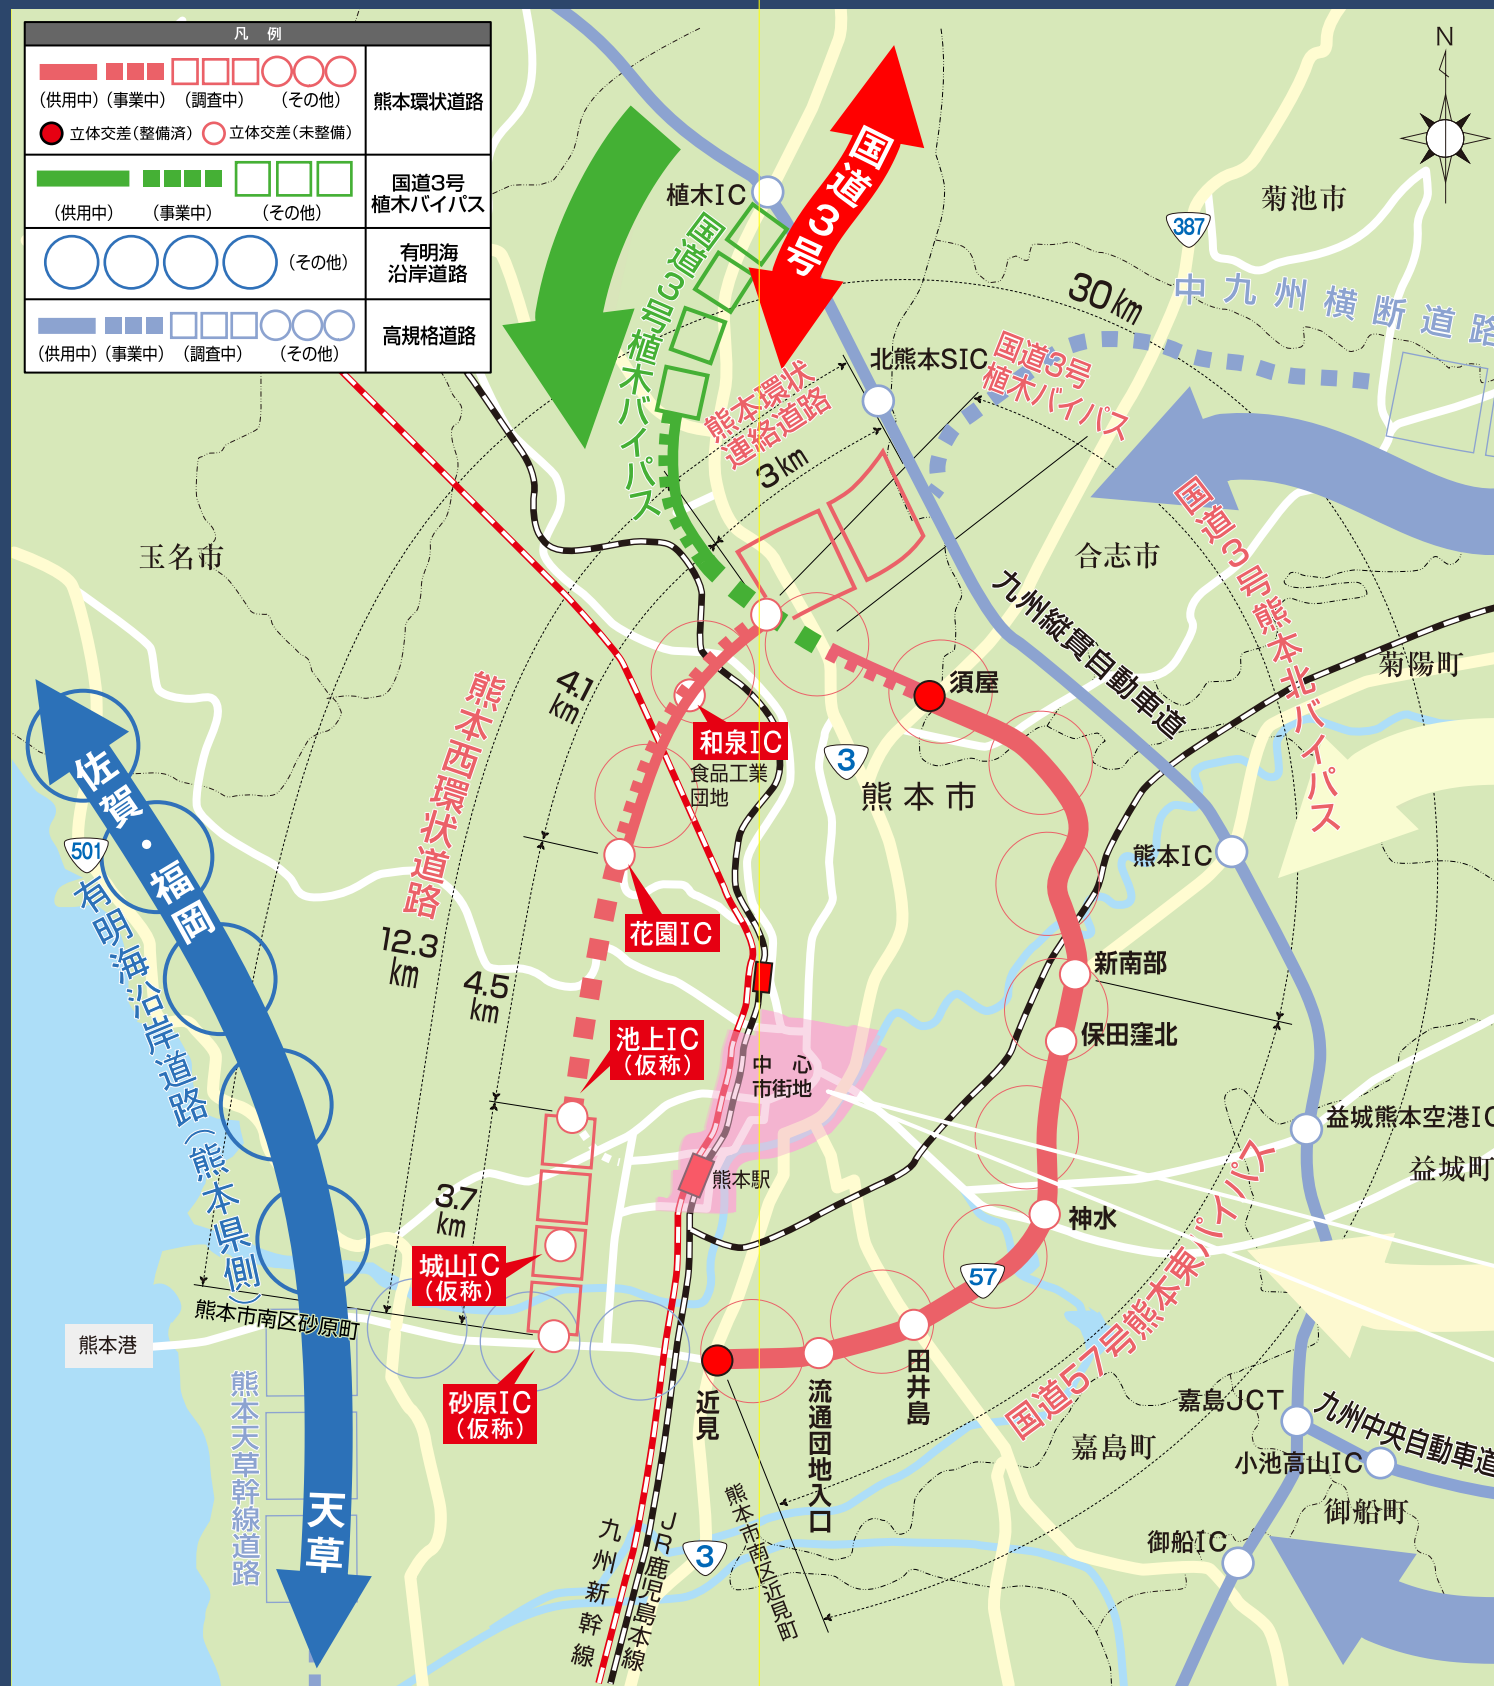 凡 例
(供用中)
(事業中)
(調査中)
(その他)
立体交差(整備済)
立体交差(未整備)
熊本環状道路
(供用中)
(事業中)
(その他)
国道3号
植木バイパス
(その他)
有明海
沿岸道路
(供用中)
(事業中)
(調査中)
(その他)
高規格道路
N
菊池市
387
植木IC
国道3号
国道3号植木バイパス
30km
中九州横断道路
北熊本SIC
国道3号
植木バイパス
熊本環状
連絡道路
3km
玉名市
合志市
国道3号熊本北バイパス
九州縦貫自動車道
菊陽町
須屋
4.1
km
熊本西環状道路
和泉IC
食品工業
団地
3
熊本市
佐賀・福岡
501
有明海沿岸道路(熊本県側)
熊本IC
花園IC
12.3
km
4.5
km
新南部
保田窪北
池上IC
(仮称)
中 心
市街地
益城熊本空港IC
益城町
熊本駅
3.7
km
神水
国道57号熊本東バイパス
城山IC
(仮称)
57
熊本市南区砂原町
熊本港
砂原IC
(仮称)
近見
流通団地入口
田井島
熊本天草幹線道路
嘉島JCT
九州中央自動車道
小池高山IC
嘉島町
御船町
御船IC
天草
熊本市南区近見町
3
九州新幹線
JR鹿児島本線